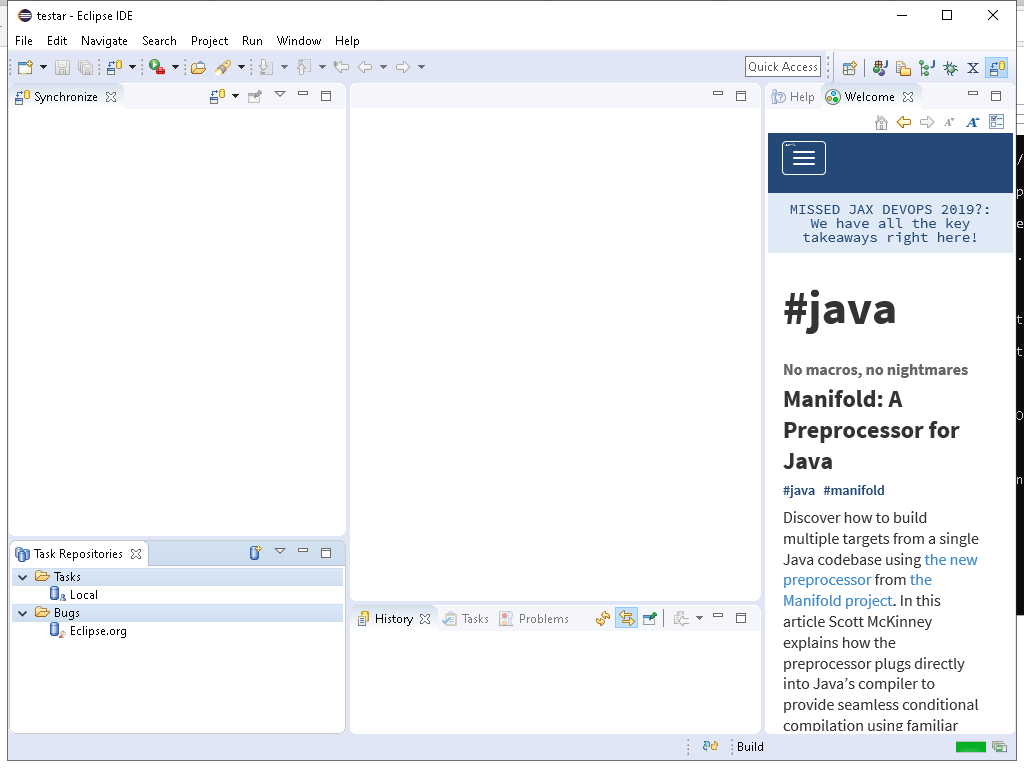 testar - Eclipse IDE
File Edit Navigate Search Project Run Window Help
Quick Access
Synchronize
Help Welcome
MISSED JAX DEVOPS 2019?:
We have all the key
takeaways right here!
#java
No macros, no nightmares
Manifold: A
Preprocessor for
Java
#java #manifold
Discover how to build
multiple targets from a single
Java codebase using the new
preprocessor from the
Manifold project. In this
article Scott McKinney
explains how the
preprocessor plugs directly
into Java’s compiler to
provide seamless conditional
compilation using familiar
Task Repositories
Tasks
Local
Bugs
Eclipse.org
History Tasks Problems
Build